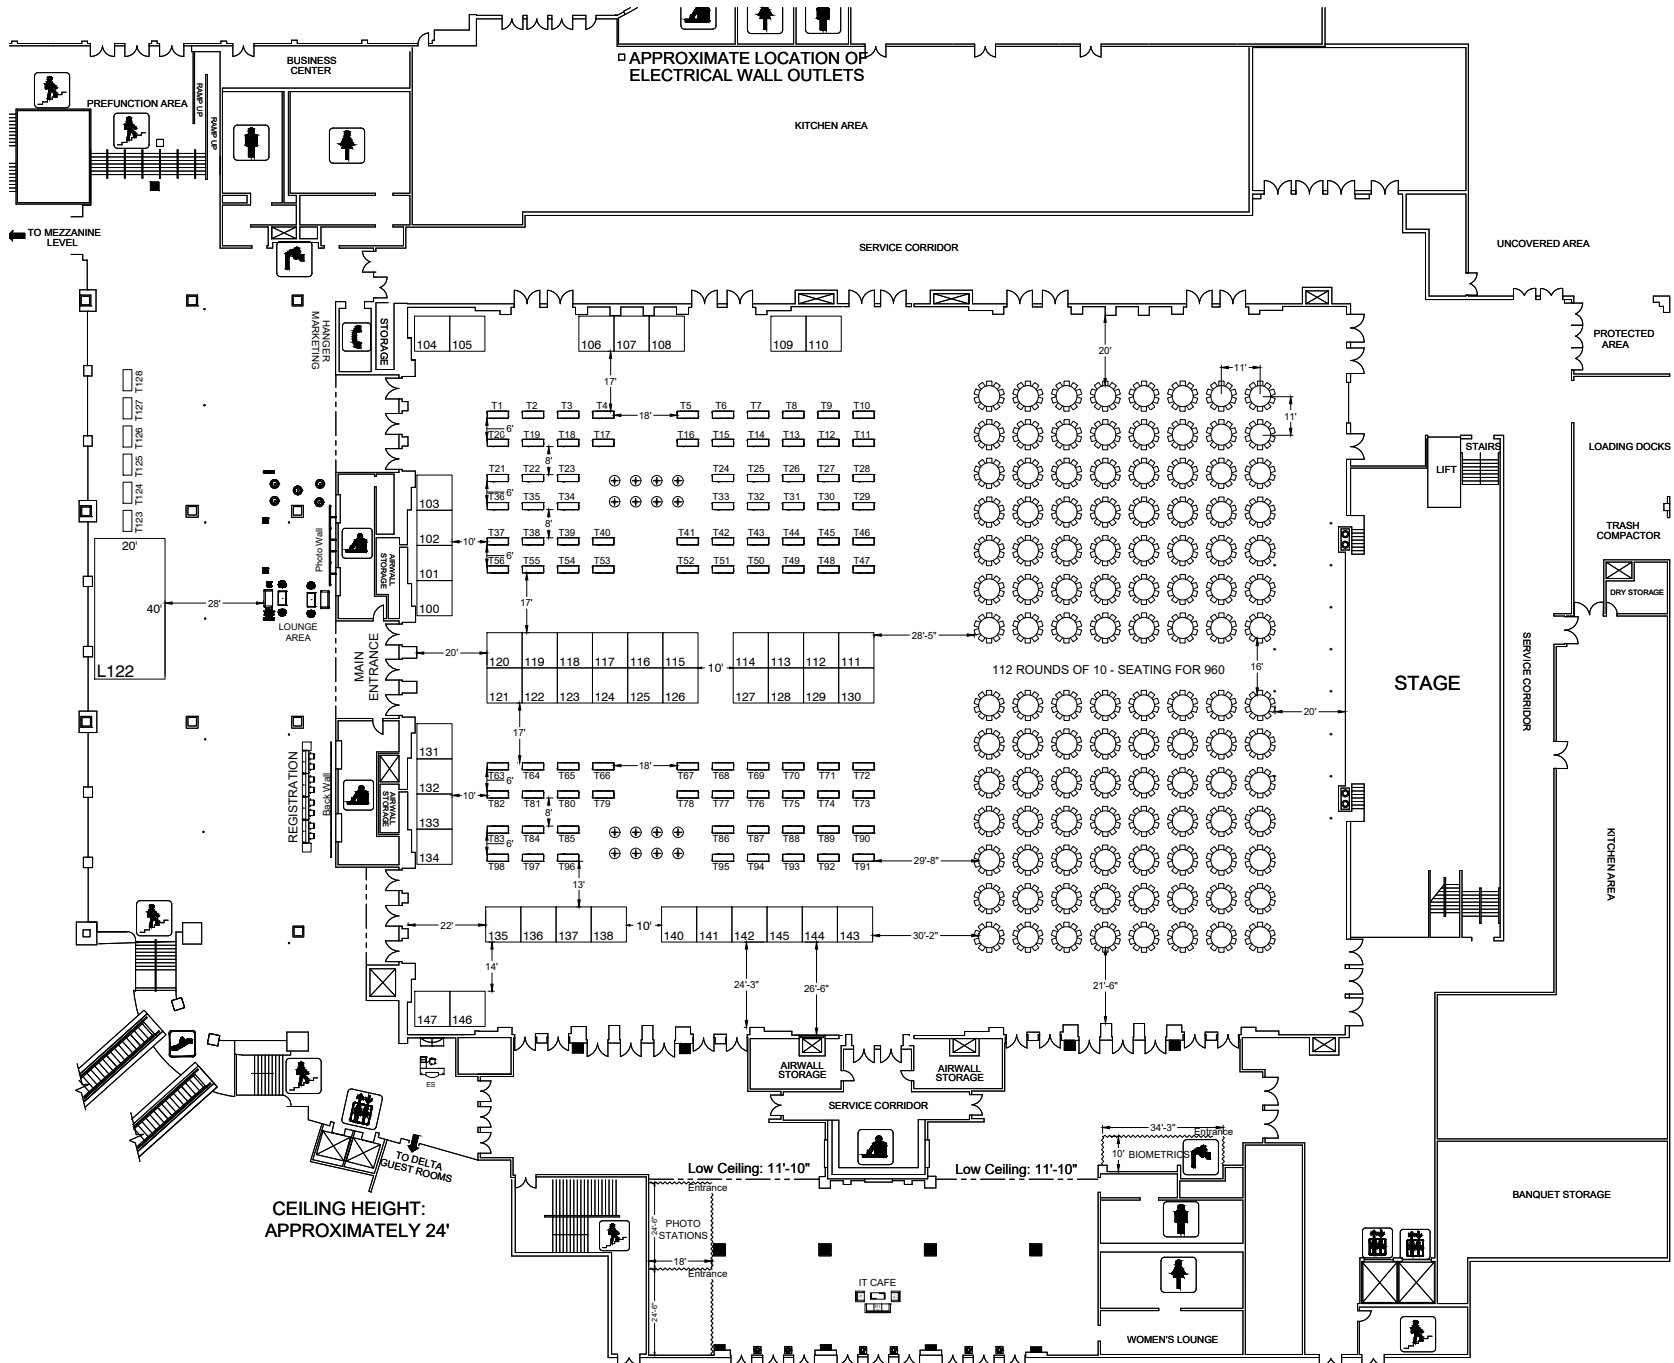 APPROXIMATE LOCATION OF
ELECTRICAL WALL OUTLETS
BUSINESS
CENTER
PREFUNCTION AREA
RAMP UP
RAMP UP
KITCHEN AREA
TO MEZZANINE
LEVEL
SERVICE CORRIDOR
UNCOVERED AREA
HANGER
MARKETING
STORAGE
PROTECTED
AREA
104 105
106 107 108
109 110
20'
17'
11'
11'
T128
T127
T126
T125
T124
T123
T1 T2 T3 T4 18' T5 T6 T7 T8 T9 T10
6'
T20 T19 T18 T17 T16 T15 T14 T13 T12 T11
8'
T21 T22 T23 T24 T25 T26 T27 T28
6'
T36 T35 T34 T33 T32 T31 T30 T29
8'
T37 T38 T39 T40 T41 T42 T43 T44 T45 T46
6'
T56 T55 T54 T53 T52 T51 T50 T49 T48 T47
LIFT
STAIRS
LOADING DOCKS
TRASH
COMPACTOR
DRY STORAGE
103
102
101
100
10'
Photo Wall
AIRWALL
STORAGE
20'
40'
L122
28'
LOUNGE
AREA
MAIN
ENTRANCE
17'
20'
120 119 118 117 116 115 10' 114 113 112 111
121 122 123 124 125 126 127 128 129 130
28'-5"
112 ROUNDS OF 10 - SEATING FOR 960
16'
20'
STAGE
SERVICE CORRIDOR
17'
REGISTRATION
Back Wall
AIRWALL
STORAGE
131
132
133
134
10'
T63 T64 T65 T66 18' T67 T68 T69 T70 T71 T72
6'
T82 T81 T80 T79 T78 T77 T76 T75 T74 T73
8'
T83 T84 T85 T86 T87 T88 T89 T90
6'
T98 T97 T96 T95 T94 T93 T92 T91
29'-8"
13'
KITCHEN AREA
22'
135 136 137 138 10' 140 141 142 145 144 143
30'-2"
14'
24'-3"
26'-6"
21'-6"
147 146
ES
AIRWALL
STORAGE
AIRWALL
STORAGE
SERVICE CORRIDOR
34'-3"
Entrance
10'
BIOMETRICS
TO DELTA
GUEST ROOMS
Low Ceiling: 11'-10"
Low Ceiling: 11'-10"
CEILING HEIGHT:
APPROXIMATELY 24'
Entrance
24'-6"
PHOTO
STATIONS
18'
Entrance
24'-6"
IT CAFE
WOMEN'S LOUNGE
BANQUET STORAGE